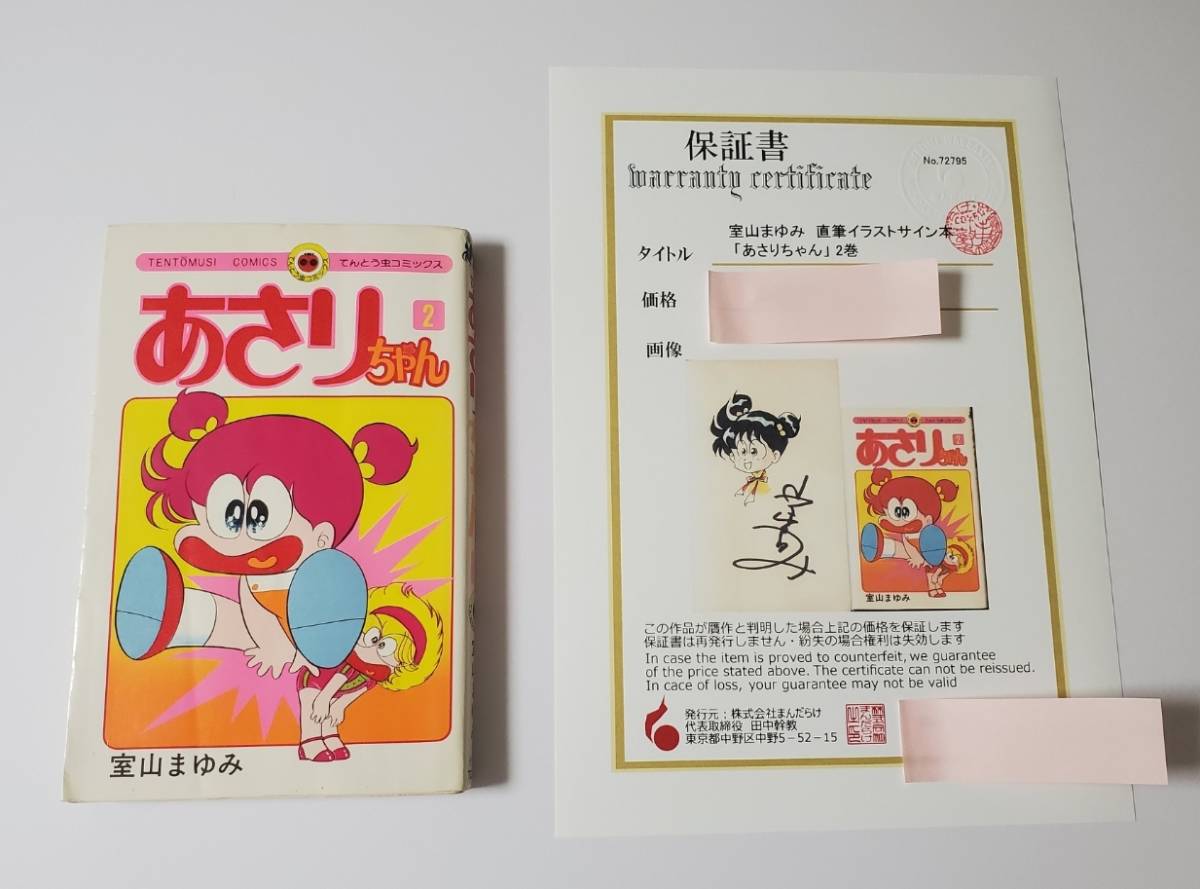 TENTŌMUSI COMICS てんとう虫コミックス
あさり
ちゃん
2
室山まゆみ
保証書
warranty certificate
No.72795
タイトル
室山まゆみ 直筆イラストサイン本
「あさりちゃん」2巻
価格
画像
あさり
ちゃん
2
室山まゆみ
この作品が贋作と判明した場合上記の価格を保証します
保証書は再発行しません・紛失の場合権利は失効します
In case the item is proved to counterfeit, we guarantee
of the price stated above. The certificate can not be reissued.
In cace of loss, your guarantee may not be valid
発行元：株式会社まんだらけ
代表取締役 田中幹教
東京都中野区中野5－52－15